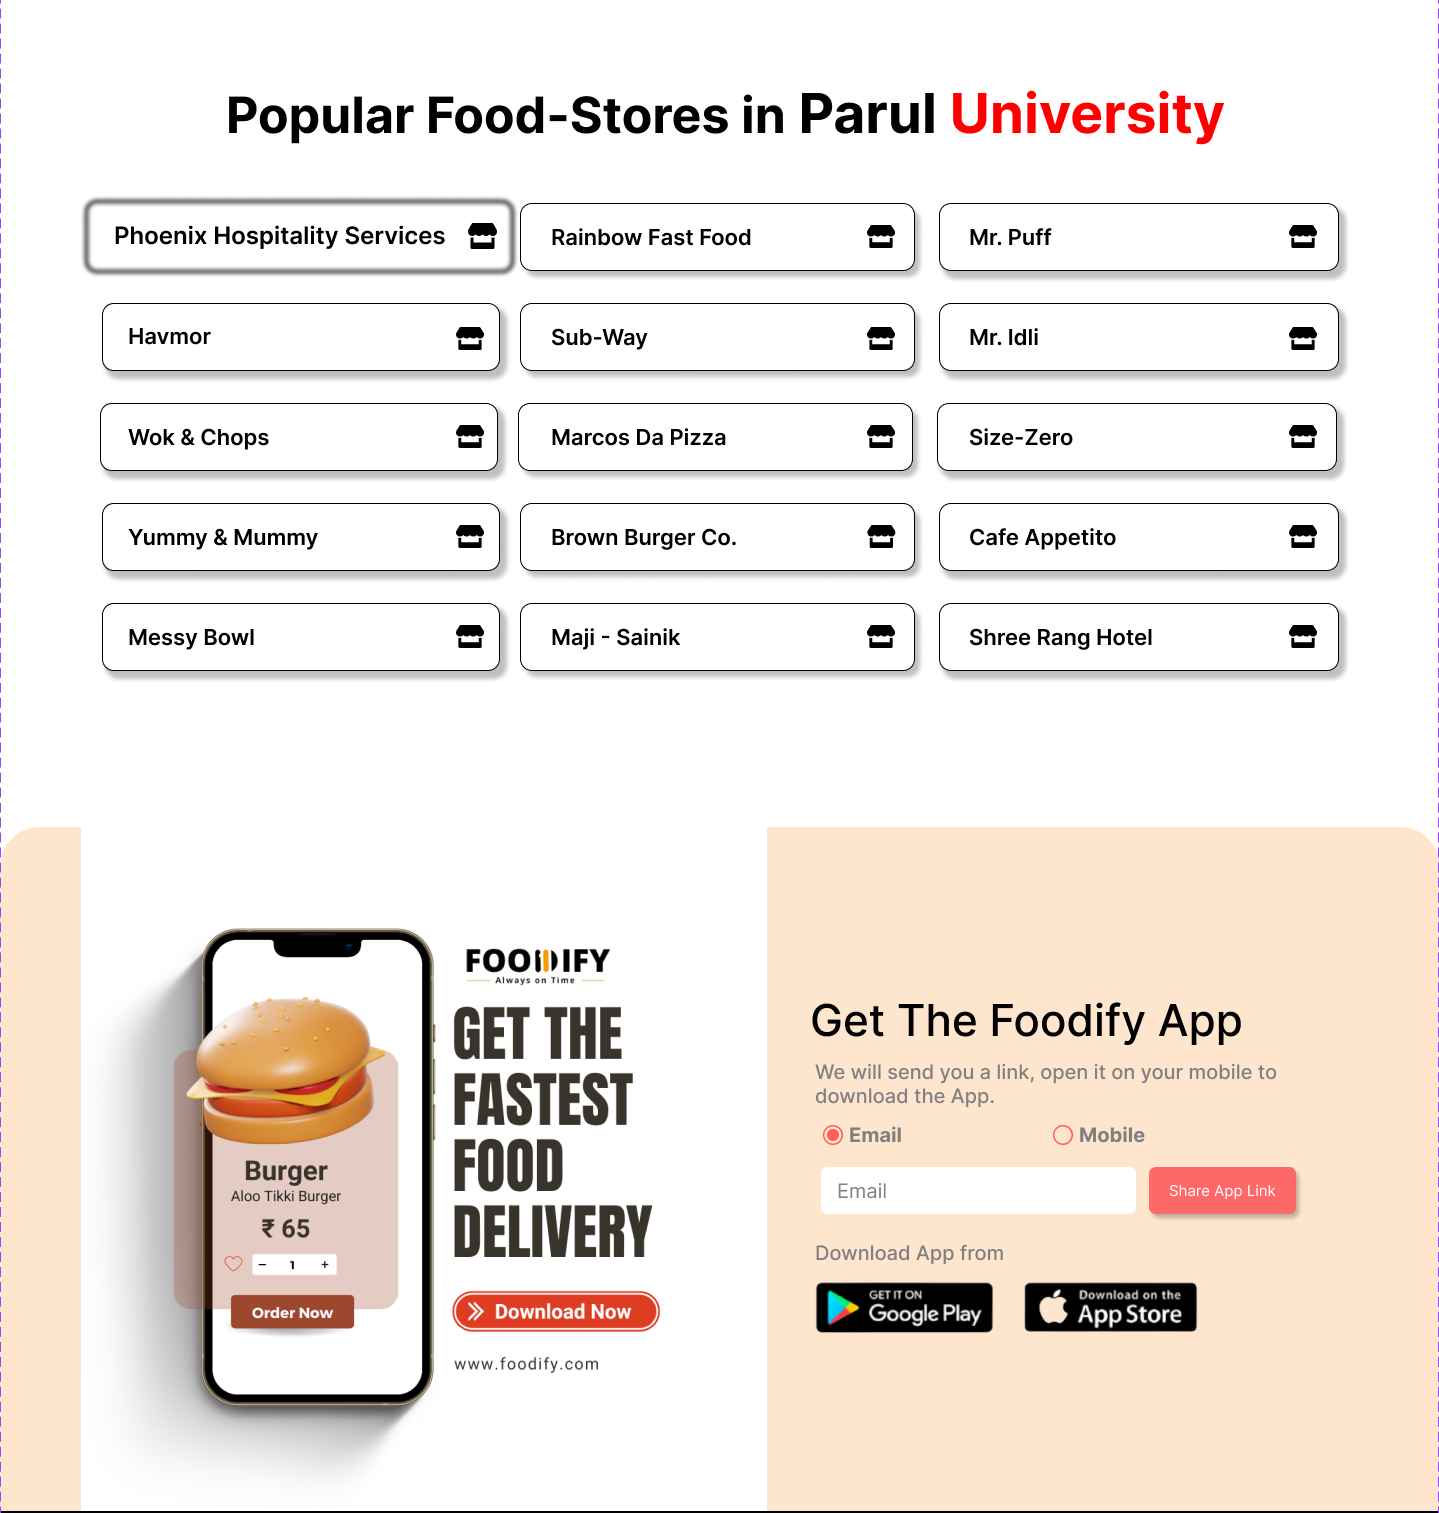 Popular Food-Stores in Parul University
Phoenix Hospitality Services
Rainbow Fast Food
Mr. Puff
Havmor
Sub-Way
Mr. Idli
Wok & Chops
Marcos Da Pizza
Size-Zero
Yummy & Mummy
Brown Burger Co.
Cafe Appetito
Messy Bowl
Maji - Sainik
Shree Rang Hotel
Burger
Aloo Tikki Burger
₹ 65
− 1 +
Order Now
FOODIFY
Always on Time
GET THE
FASTEST
FOOD
DELIVERY
Download Now
www.foodify.com
Get The Foodify App
We will send you a link, open it on your mobile to
download the App.
Email
Mobile
Email
Share App Link
Download App from
GET IT ON
Google Play
Download on the
App Store